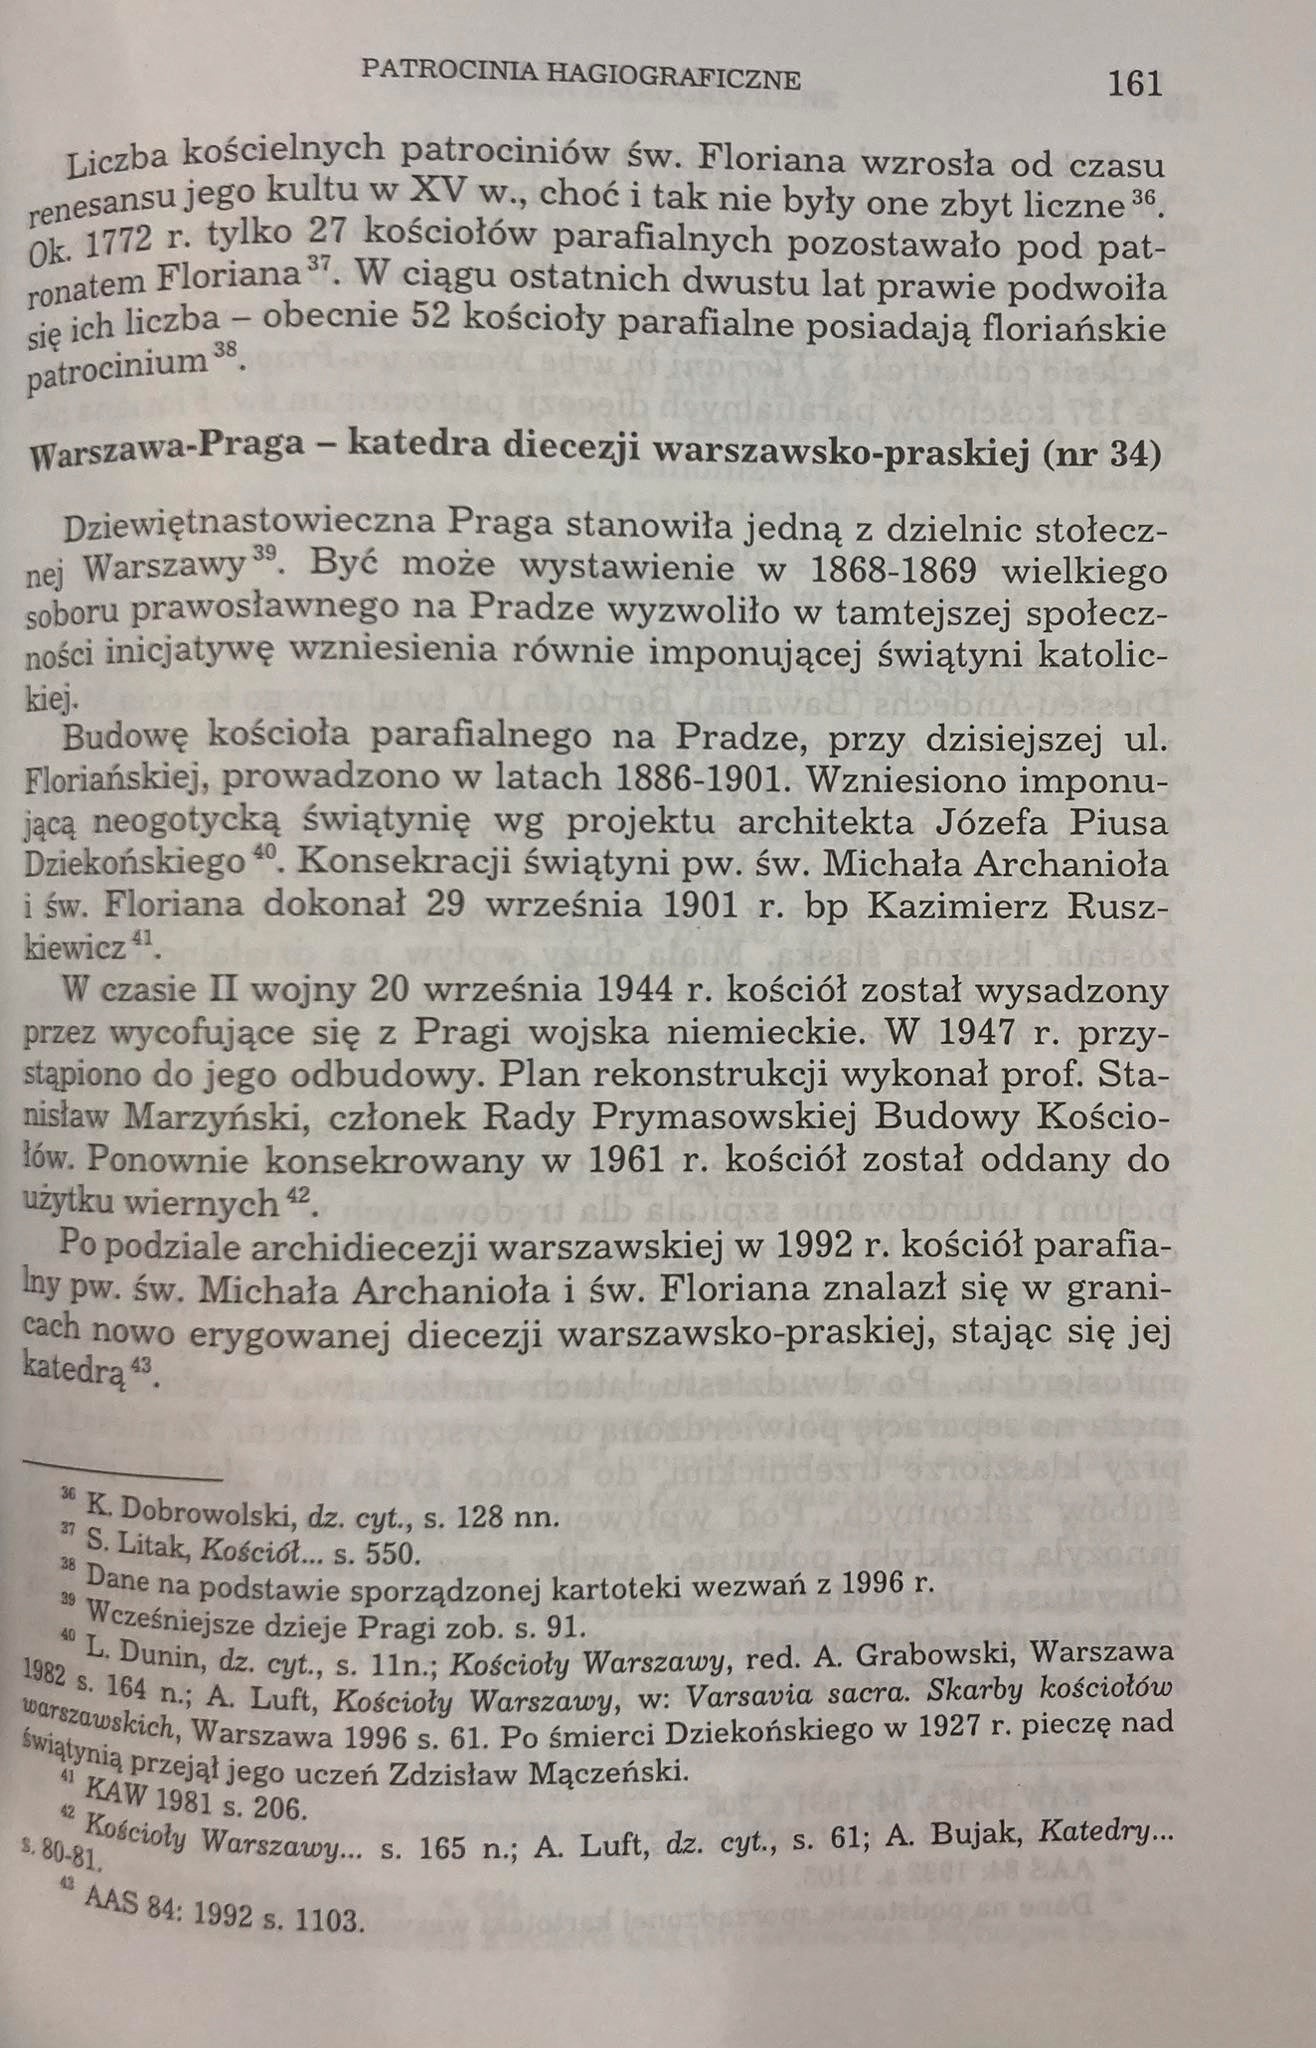 PATROCINIA HAGIOGRAFICZNE 161
Liczba kościelnych patrociniów św. Floriana wzrosła od czasu
renesansu jego kultu w XV w., choć i tak nie były one zbyt liczne 36.
Ok. 1772 r. tylko 27 kościołów parafialnych pozostawało pod pat-
ronatem Floriana 37. W ciągu ostatnich dwustu lat prawie podwoiła
się ich liczba – obecnie 52 kościoły parafialne posiadają floriańskie
patrocinium 38.
Warszawa-Praga – katedra diecezji warszawsko-praskiej (nr 34)
Dziewiętnastowieczna Praga stanowiła jedną z dzielnic stołecz-
nej Warszawy 39. Być może wystawienie w 1868-1869 wielkiego
soboru prawosławnego na Pradze wyzwoliło w tamtejszej społecz-
ności inicjatywę wzniesienia równie imponującej świątyni katolic-
kiej.
Budowę kościoła parafialnego na Pradze, przy dzisiejszej ul.
Floriańskiej, prowadzono w latach 1886-1901. Wzniesiono imponu-
jącą neogotycką świątynię wg projektu architekta Józefa Piusa
Dziekońskiego 40. Konsekracji świątyni pw. św. Michała Archanioła
i św. Floriana dokonał 29 września 1901 r. bp Kazimierz Rusz-
kiewicz 41.
W czasie II wojny 20 września 1944 r. kościół został wysadzony
przez wycofujące się z Pragi wojska niemieckie. W 1947 r. przy-
stąpiono do jego odbudowy. Plan rekonstrukcji wykonał prof. Sta-
nisław Marzyński, członek Rady Prymasowskiej Budowy Kościo-
łów. Ponownie konsekrowany w 1961 r. kościół został oddany do
użytku wiernych 42.
Po podziale archidiecezji warszawskiej w 1992 r. kościół parafia-
lny pw. św. Michała Archanioła i św. Floriana znalazł się w grani-
cach nowo erygowanej diecezji warszawsko-praskiej, stając się jej
katedrą 43.
36 K. Dobrowolski, dz. cyt., s. 128 nn.
37 S. Litak, Kościół... s. 550.
38 Dane na podstawie sporządzonej kartoteki wezwań z 1996 r.
39 Wcześniejsze dzieje Pragi zob. s. 91.
40 L. Dunin, dz. cyt., s. 11n.; Kościoły Warszawy, red. A. Grabowski, Warszawa
1982 s. 164 n.; A. Luft, Kościoły Warszawy, w: Varsavia sacra. Skarby kościołów
warszawskich, Warszawa 1996 s. 61. Po śmierci Dziekońskiego w 1927 r. pieczę nad
świątynią przejął jego uczeń Zdzisław Mączeński.
41 KAW 1981 s. 206.
42 Kościoły Warszawy... s. 165 n.; A. Luft, dz. cyt., s. 61; A. Bujak, Katedry...
s. 80-81.
43 AAS 84: 1992 s. 1103.